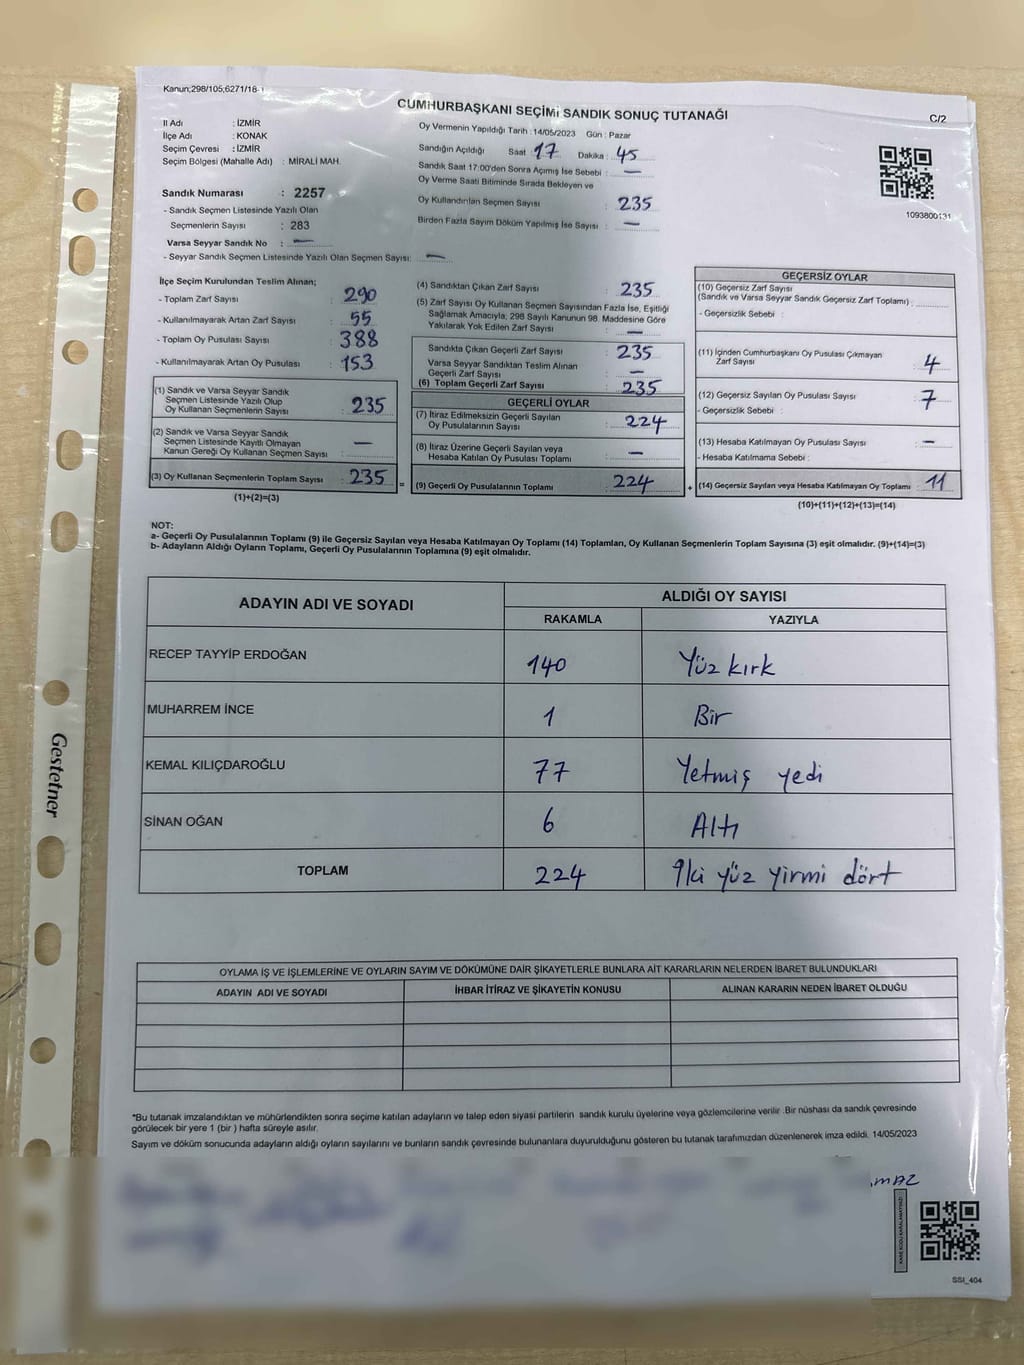 Kanun;298/105;6271/18-1
CUMHURBAŞKANI SEÇİMİ SANDIK SONUÇ TUTANAĞI
C/2
İl Adı : İZMİR
İlçe Adı : KONAK
Seçim Çevresi : İZMİR
Seçim Bölgesi (Mahalle Adı) : MİRALİ MAH.
Sandık Numarası : 2257
- Sandık Seçmen Listesinde Yazılı Olan
Seçmenlerin Sayısı : 283
Varsa Seyyar Sandık No : —
- Seyyar Sandık Seçmen Listesinde Yazılı Olan Seçmen Sayısı: —
Oy Vermenin Yapıldığı Tarih : 14/05/2023 Gün : Pazar
Sandığın Açıldığı Saat 17 Dakika : 45
Sandık Saat 17:00'den Sonra Açımış İse Sebebi : —
Oy Verme Saati Bitiminde Sırada Bekleyen ve
Oy Kullandırılan Seçmen Sayısı : 235
Birden Fazla Sayım Döküm Yapılmış İse Sayısı : —
1093800131
İlçe Seçim Kurulundan Teslim Alınan;
- Toplam Zarf Sayısı : 290
- Kullanılmayarak Artan Zarf Sayısı : 55
- Toplam Oy Pusulası Sayısı : 388
- Kullanılmayarak Artan Oy Pusulası : 153
(1) Sandık ve Varsa Seyyar Sandık
Seçmen Listesinde Yazılı Olup
Oy Kullanan Seçmenlerin Sayısı : 235
(2) Sandık ve Varsa Seyyar Sandık
Seçmen Listesinde Kayıtlı Olmayan
Kanun Gereği Oy Kullanan Seçmen Sayısı : —
(3) Oy Kullanan Seçmenlerin Toplam Sayısı : 235
(1)+(2)=(3)
(4) Sandıktan Çıkan Zarf Sayısı : 235
(5) Zarf Sayısı Oy Kullanan Seçmen Sayısından Fazla İse, Eşitliği
Sağlamak Amacıyla; 298 Sayılı Kanunun 98. Maddesine Göre
Yakılarak Yok Edilen Zarf Sayısı : —
Sandıkta Çıkan Geçerli Zarf Sayısı : 235
Varsa Seyyar Sandıktan Teslim Alınan
Geçerli Zarf Sayısı : —
(6) Toplam Geçerli Zarf Sayısı : 235
GEÇERLİ OYLAR
(7) İtiraz Edilmeksizin Geçerli Sayılan
Oy Pusulalarının Sayısı : 224
(8) İtiraz Üzerine Geçerli Sayılan veya
Hesaba Katılan Oy Pusulası Toplamı : —
= (9) Geçerli Oy Pusulalarının Toplamı : 224
GEÇERSİZ OYLAR
(10) Geçersiz Zarf Sayısı
(Sandık ve Varsa Seyyar Sandık Geçersiz Zarf Toplamı) :
- Geçersizlik Sebebi :
(11) İçinden Cumhurbaşkanı Oy Pusulası Çıkmayan
Zarf Sayısı : 4
(12) Geçersiz Sayılan Oy Pusulası Sayısı : 7
- Geçersizlik Sebebi :
(13) Hesaba Katılmayan Oy Pusulası Sayısı : —
- Hesaba Katılmama Sebebi :
+ (14) Geçersiz Sayılan veya Hesaba Katılmayan Oy Toplamı : 11
(10)+(11)+(12)+(13)=(14)
NOT:
a- Geçerli Oy Pusulalarının Toplamı (9) ile Geçersiz Sayılan veya Hesaba Katılmayan Oy Toplamı (14) Toplamları, Oy Kullanan Seçmenlerin Toplam Sayısına (3) eşit olmalıdır. (9)+(14)=(3)
b- Adayların Aldığı Oyların Toplamı, Geçerli Oy Pusulalarının Toplamına (9) eşit olmalıdır.
ADAYIN ADI VE SOYADI ALDIĞI OY SAYISI
RAKAMLA YAZIYLA
RECEP TAYYİP ERDOĞAN 140 Yüz kırk
MUHARREM İNCE 1 Bir
KEMAL KILIÇDAROĞLU 77 Yetmiş yedi
SİNAN OĞAN 6 Altı
TOPLAM 224 İki yüz yirmi dört
OYLAMA İŞ VE İŞLEMLERİNE VE OYLARIN SAYIM VE DÖKÜMÜNE DAİR ŞİKAYETLERLE BUNLARA AİT KARARLARIN NELERDEN İBARET BULUNDUKLARI
ADAYIN ADI VE SOYADI İHBAR İTİRAZ VE ŞİKAYETİN KONUSU ALINAN KARARIN NEDEN İBARET OLDUĞU
*Bu tutanak imzalandıktan ve mühürlendikten sonra seçime katılan adayların ve talep eden siyasi partilerin sandık kurulu üyelerine veya gözlemcilerine verilir .Bir nüshası da sandık çevresinde
görülecek bir yere 1 (bir ) hafta süreyle asılır.
Sayım ve döküm sonucunda adayların aldığı oyların sayılarını ve bunların sandık çevresinde bulunanlara duyurulduğunu gösteren bu tutanak tarafımızdan düzenlenerek imza edildi. 14/05/2023
KARE KODU KARALAMAYINIZ!
SSI_404
Gestetner